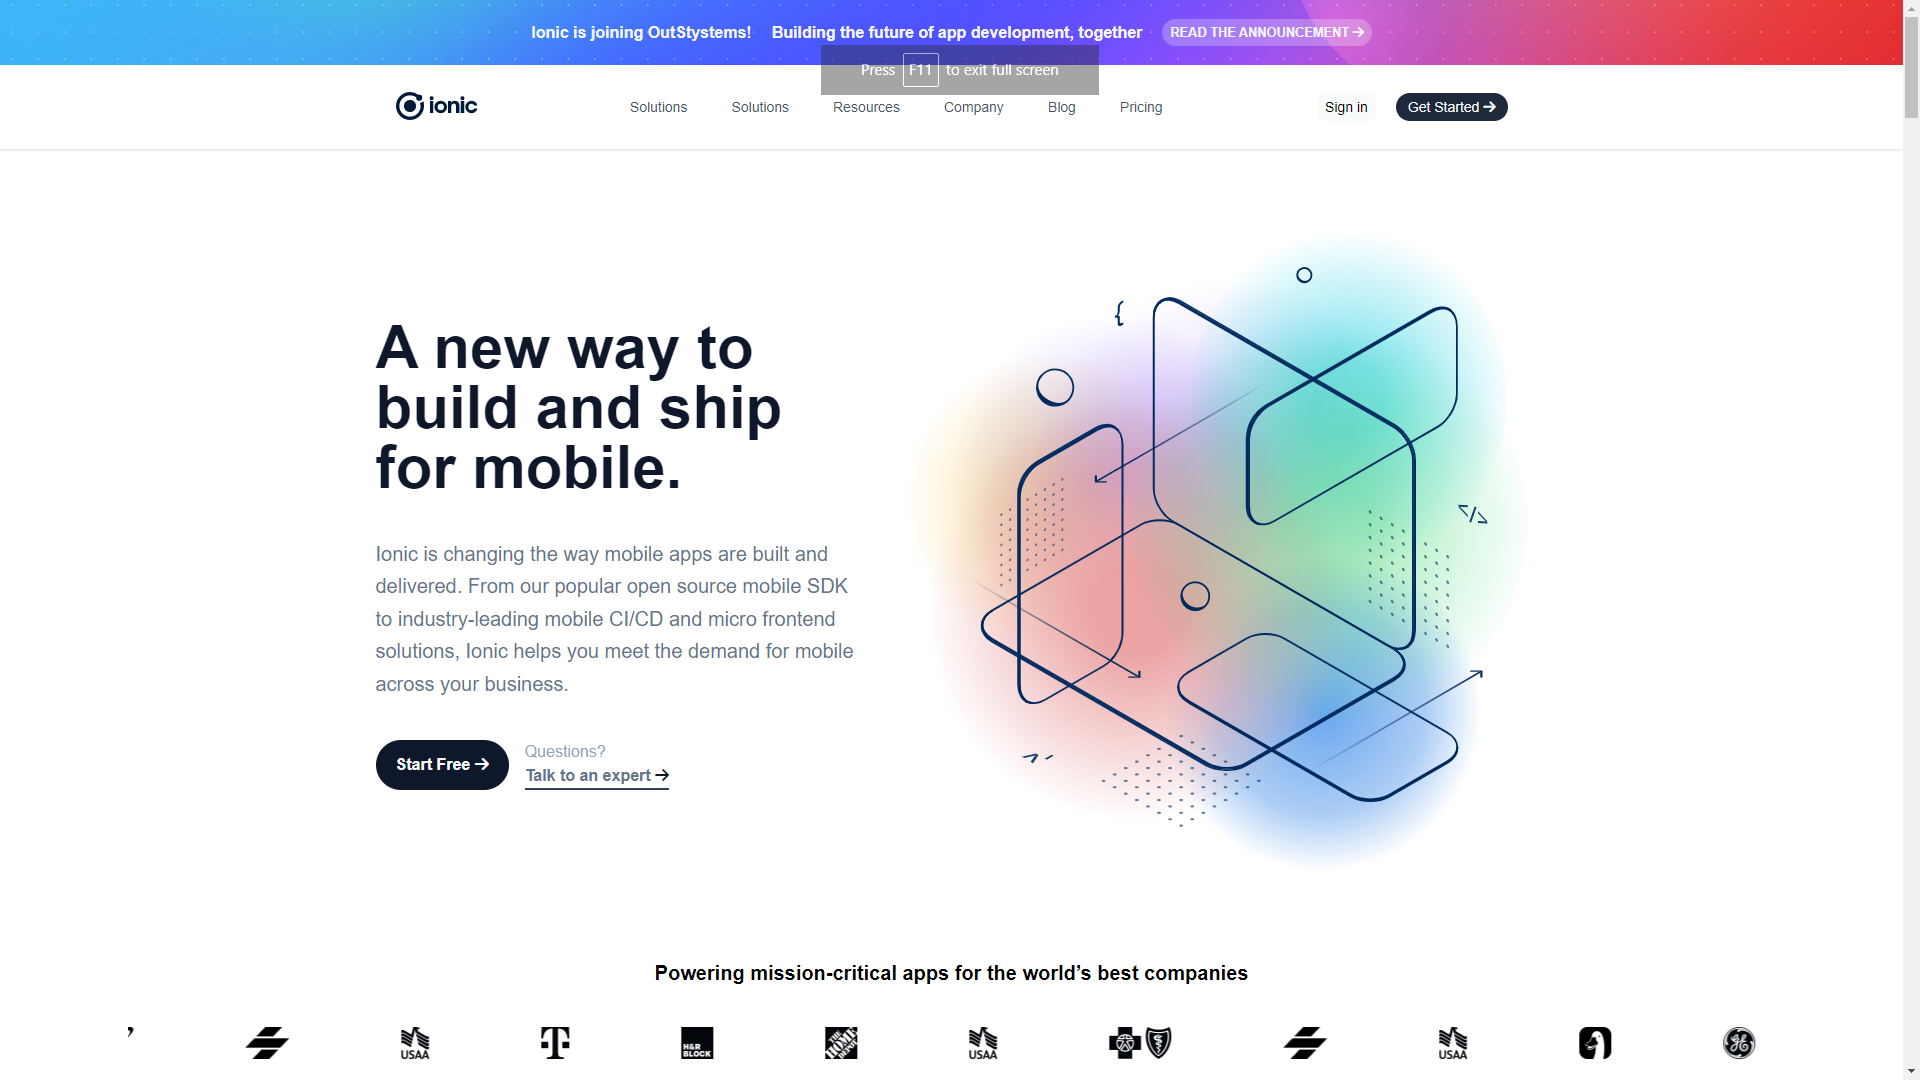 Ionic is joining OutStystems! Building the future of app development, together READ THE ANNOUNCEMENT →
Press F11 to exit full screen
ionic Solutions Solutions Resources Company Blog Pricing Sign in Get Started →
{
A new way to
build and ship
for mobile.
</>
Ionic is changing the way mobile apps are built and
delivered. From our popular open source mobile SDK
to industry-leading mobile CI/CD and micro frontend
solutions, Ionic helps you meet the demand for mobile
across your business.
Start Free →
Questions?
Talk to an expert →
Powering mission-critical apps for the world’s best companies
USAA T H&R BLOCK THE HOME DEPOT USAA USAA GE